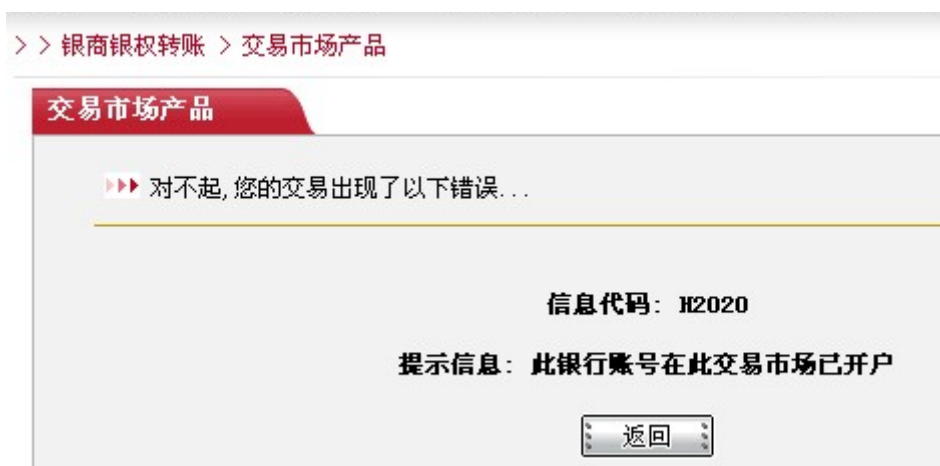 > > 银商银权转账 > 交易市场产品
交易市场产品
对不起,您的交易出现了以下错误...
信息代码: H2020
提示信息: 此银行账号在此交易市场已开户
返回